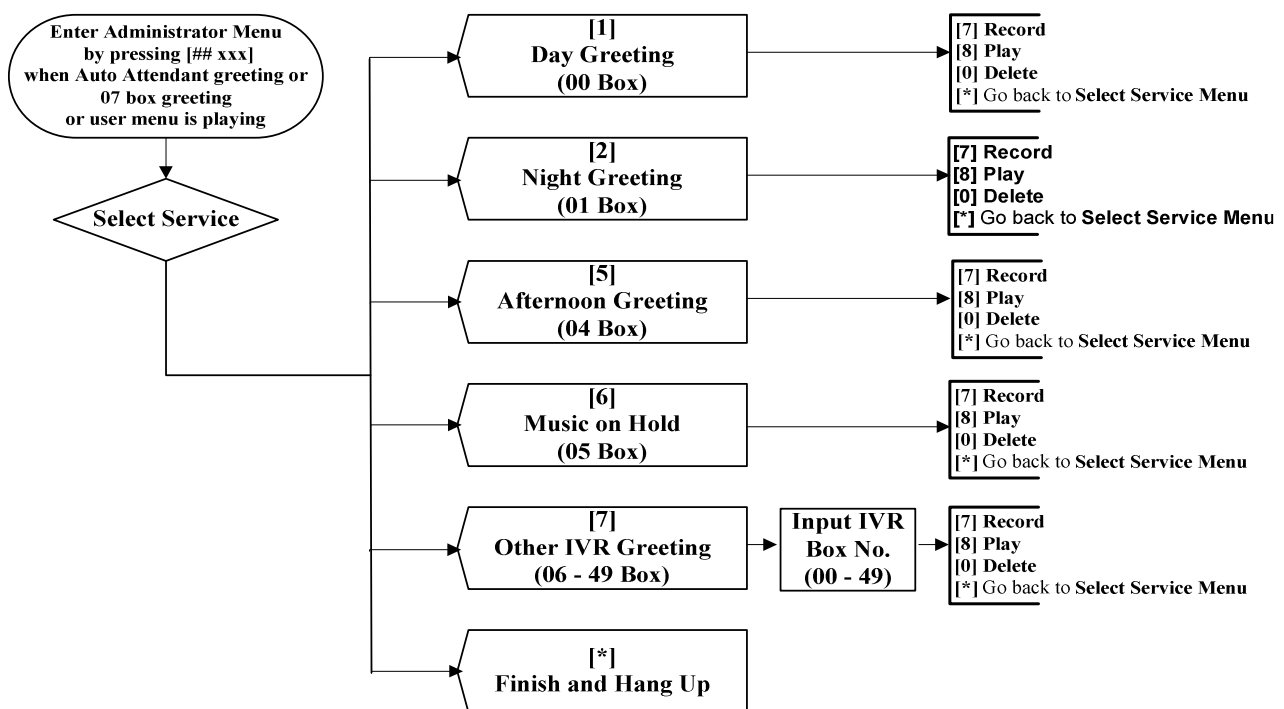 Enter Administrator Menu
by pressing [## xxx]
when Auto Attendant greeting or
07 box greeting
or user menu is playing
Select Service
[1]
Day Greeting
(00 Box)
[7] Record
[8] Play
[0] Delete
[*] Go back to Select Service Menu
[2]
Night Greeting
(01 Box)
[7] Record
[8] Play
[0] Delete
[*] Go back to Select Service Menu
[5]
Afternoon Greeting
(04 Box)
[7] Record
[8] Play
[0] Delete
[*] Go back to Select Service Menu
[6]
Music on Hold
(05 Box)
[7] Record
[8] Play
[0] Delete
[*] Go back to Select Service Menu
[7]
Other IVR Greeting
(06 - 49 Box)
Input IVR
Box No.
(00 - 49)
[7] Record
[8] Play
[0] Delete
[*] Go back to Select Service Menu
[*]
Finish and Hang Up